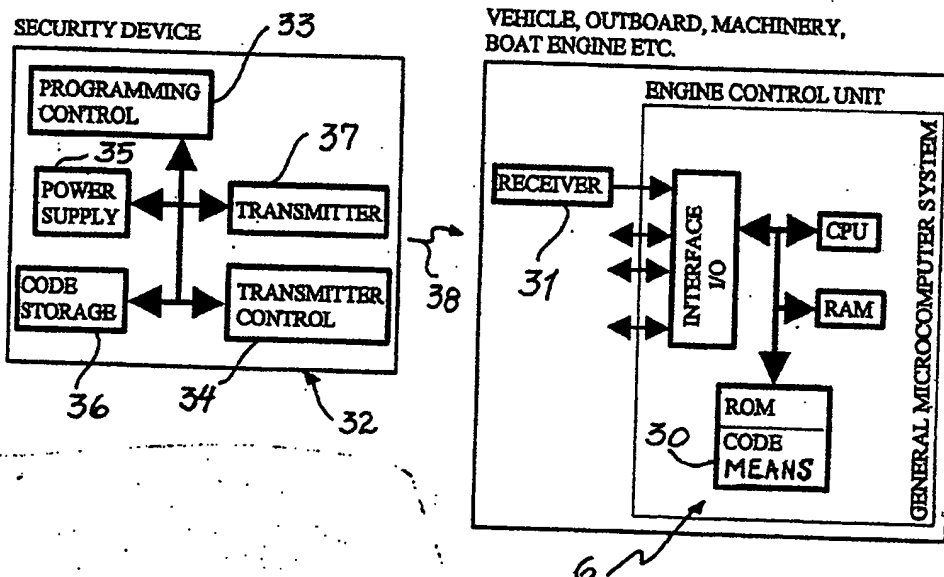 SECURITY DEVICE
33
PROGRAMMING
CONTROL
35
POWER
SUPPLY
37
TRANSMITTER
CODE
STORAGE
TRANSMITTER
CONTROL
36
34
32
38
VEHICLE, OUTBOARD, MACHINERY,
BOAT ENGINE ETC.
ENGINE CONTROL UNIT
RECEIVER
31
INTERFACE
I/O
CPU
RAM
ROM
30
CODE
MEANS
GENERAL MICROCOMPUTER SYSTEM
6